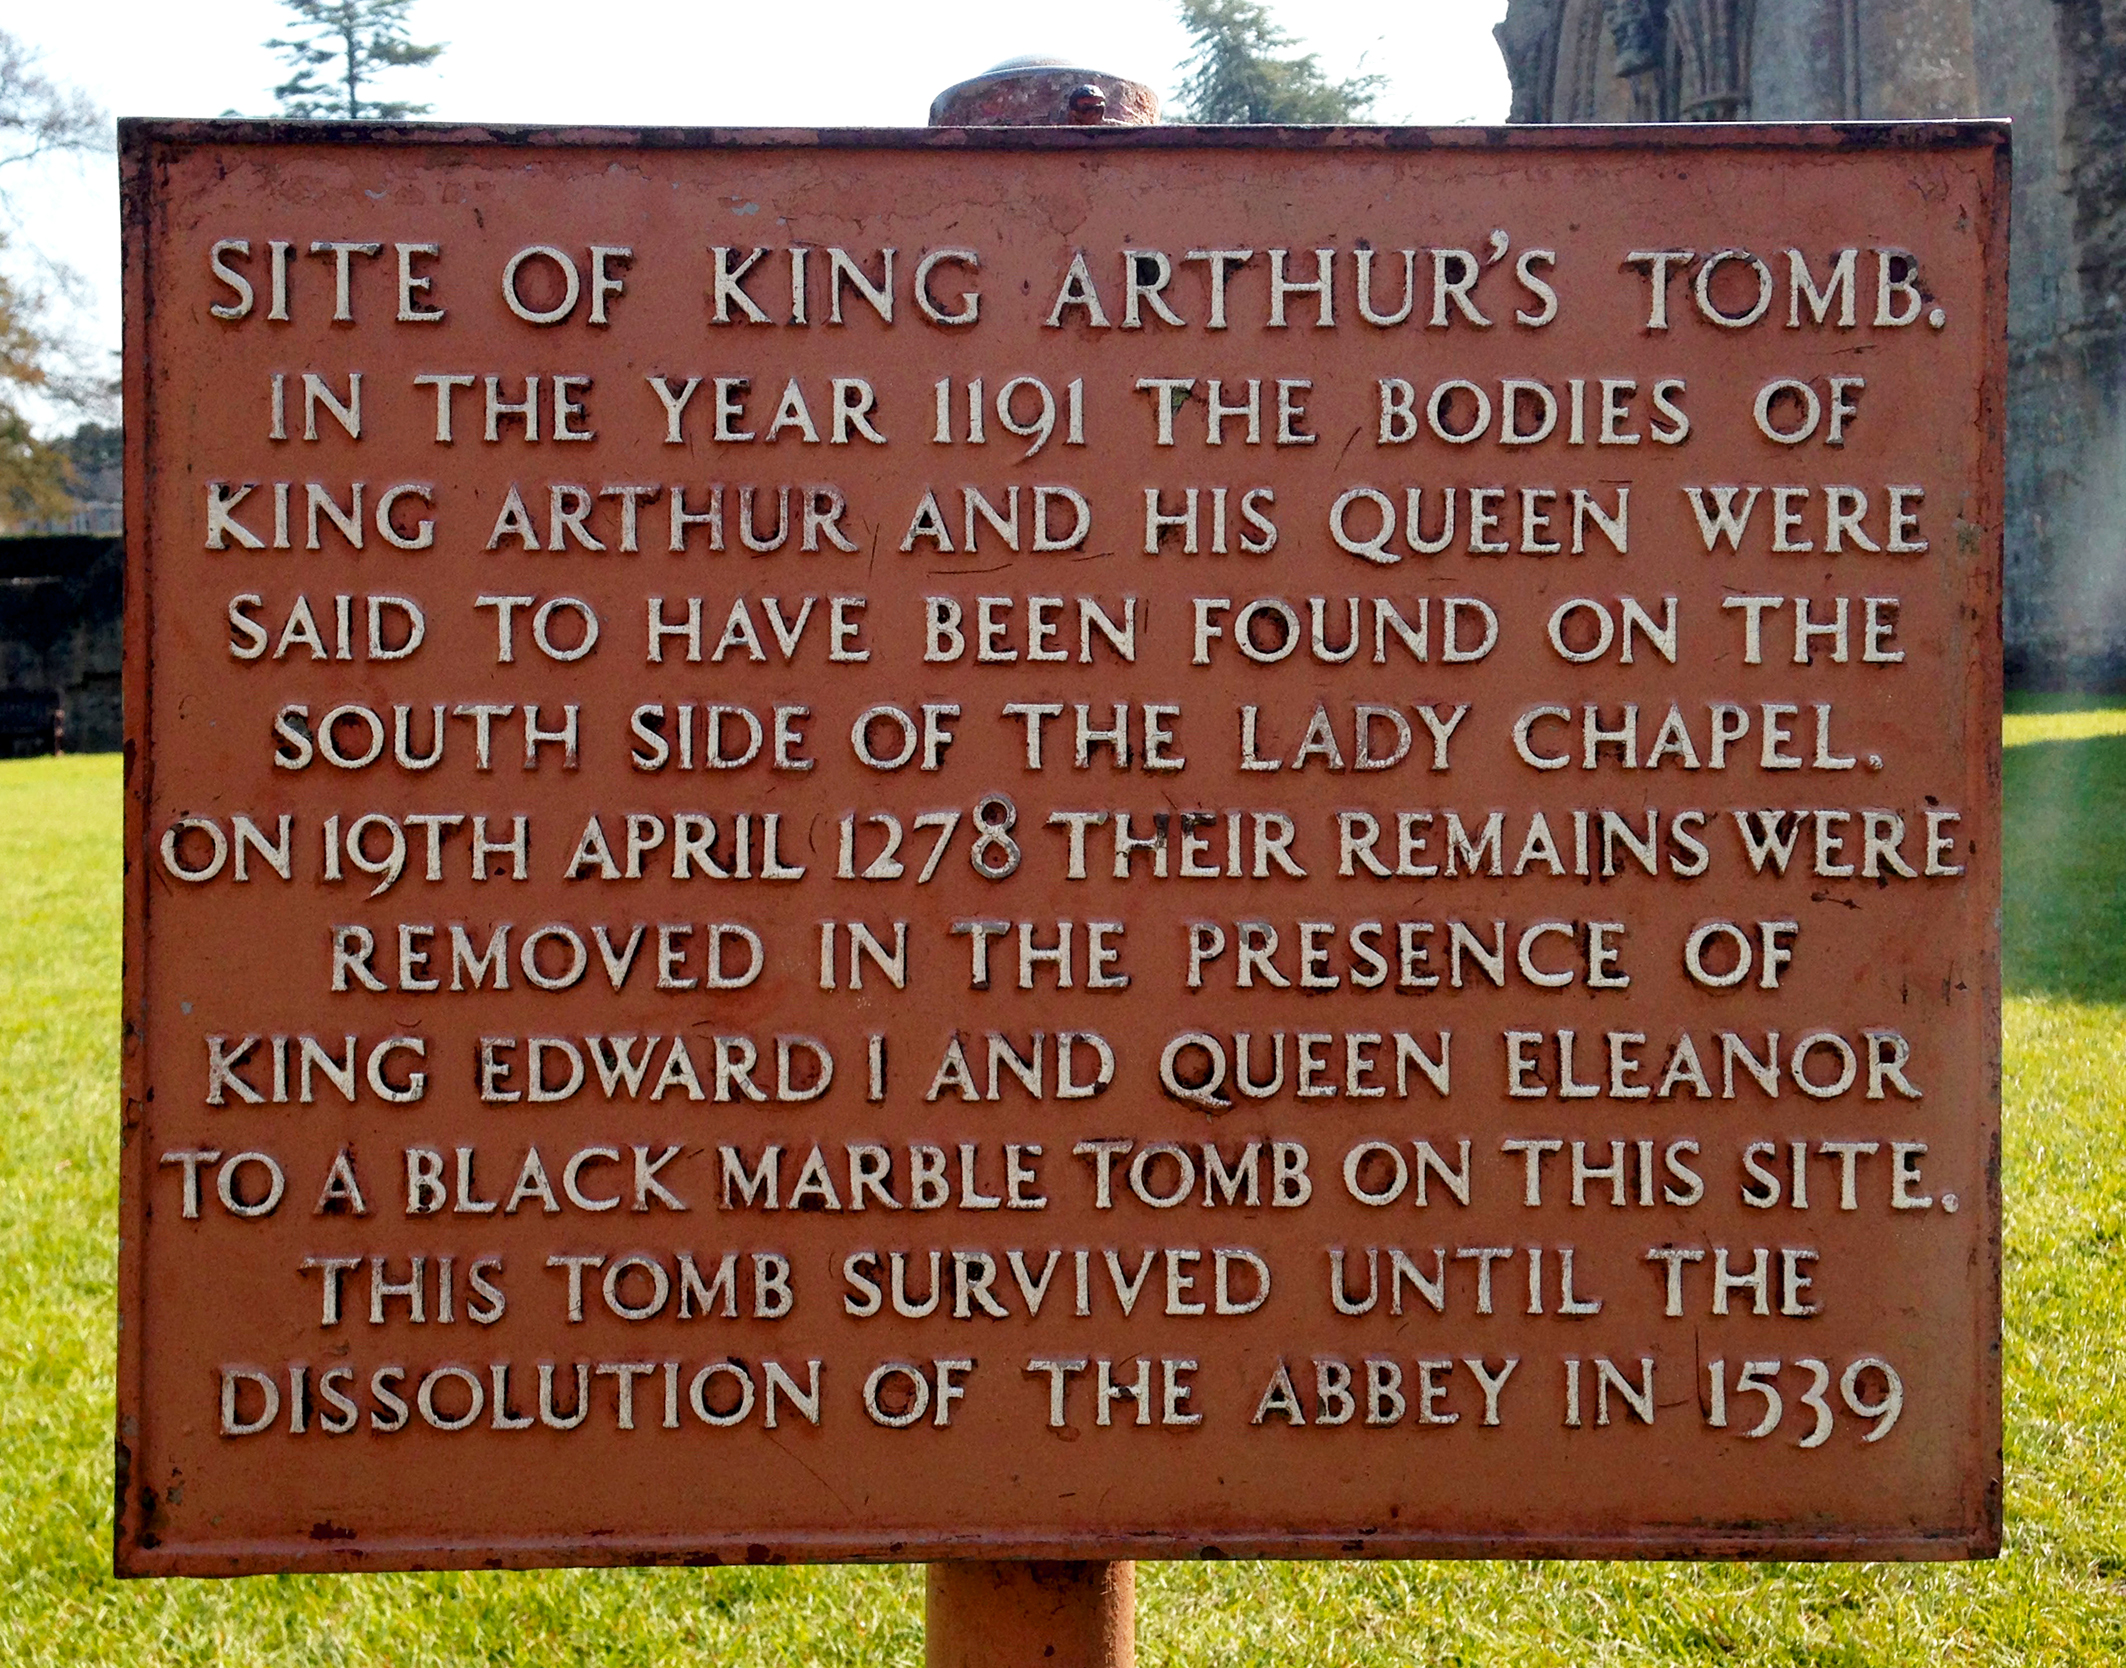 SITE OF KING ARTHUR'S TOMB.
IN THE YEAR 1191 THE BODIES OF
KING ARTHUR AND HIS QUEEN WERE
SAID TO HAVE BEEN FOUND ON THE
SOUTH SIDE OF THE LADY CHAPEL.
ON 19TH APRIL 1278 THEIR REMAINS WERE
REMOVED IN THE PRESENCE OF
KING EDWARD I AND QUEEN ELEANOR
TO A BLACK MARBLE TOMB ON THIS SITE.
THIS TOMB SURVIVED UNTIL THE
DISSOLUTION OF THE ABBEY IN 1539